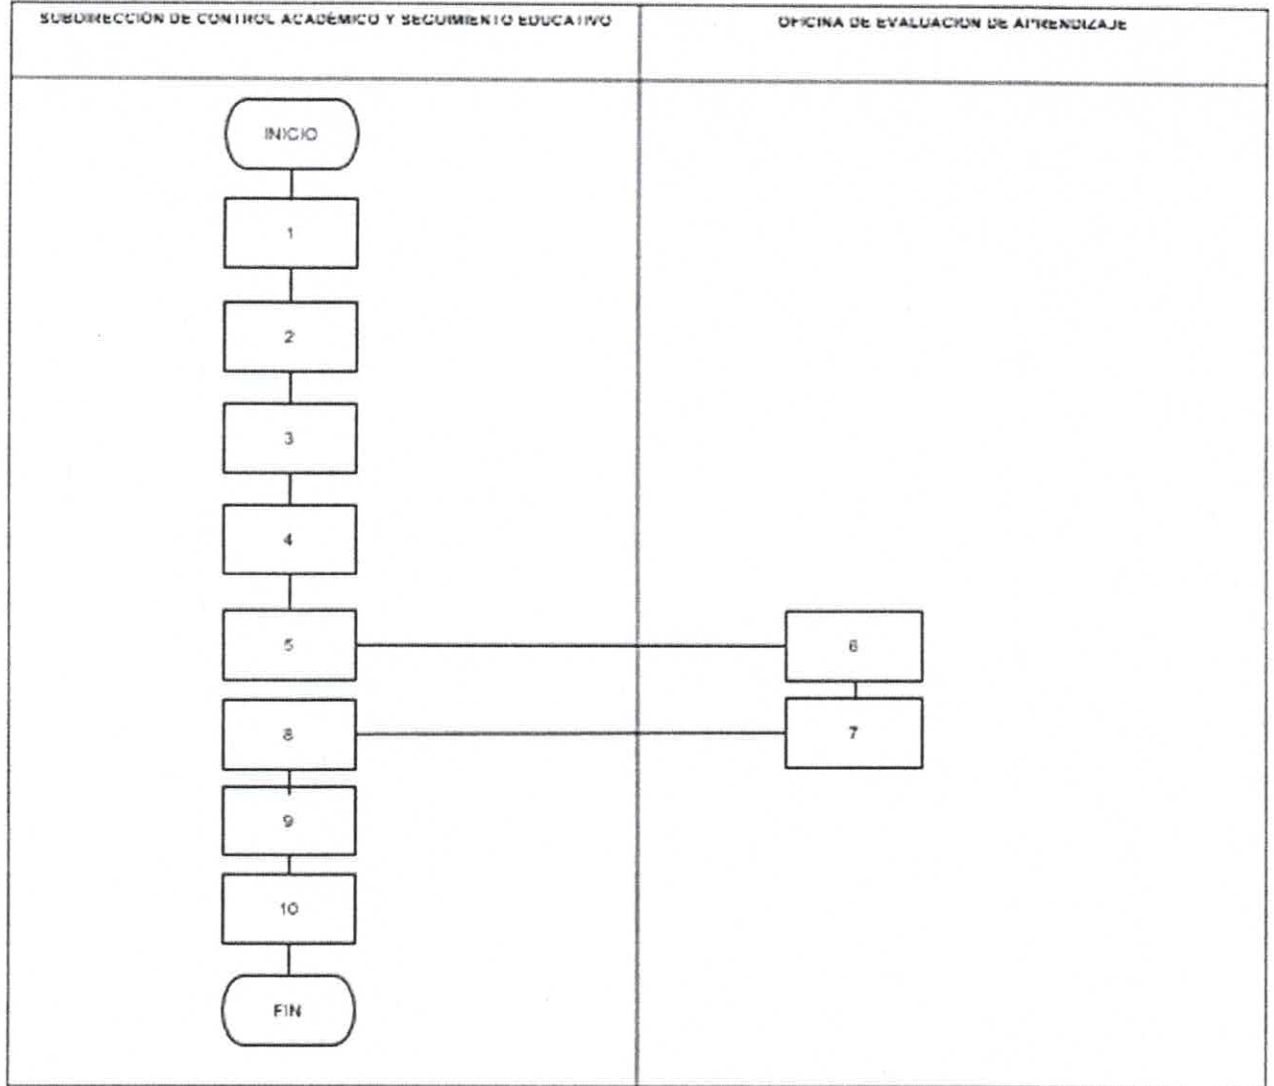 SUBDIRECCIÓN DE CONTROL ACADÉMICO Y SEGUIMIENTO EDUCATIVO
OFICINA DE EVALUACIÓN DE APRENDIZAJE
INICIO
1
2
3
4
5
6
7
8
9
10
FIN